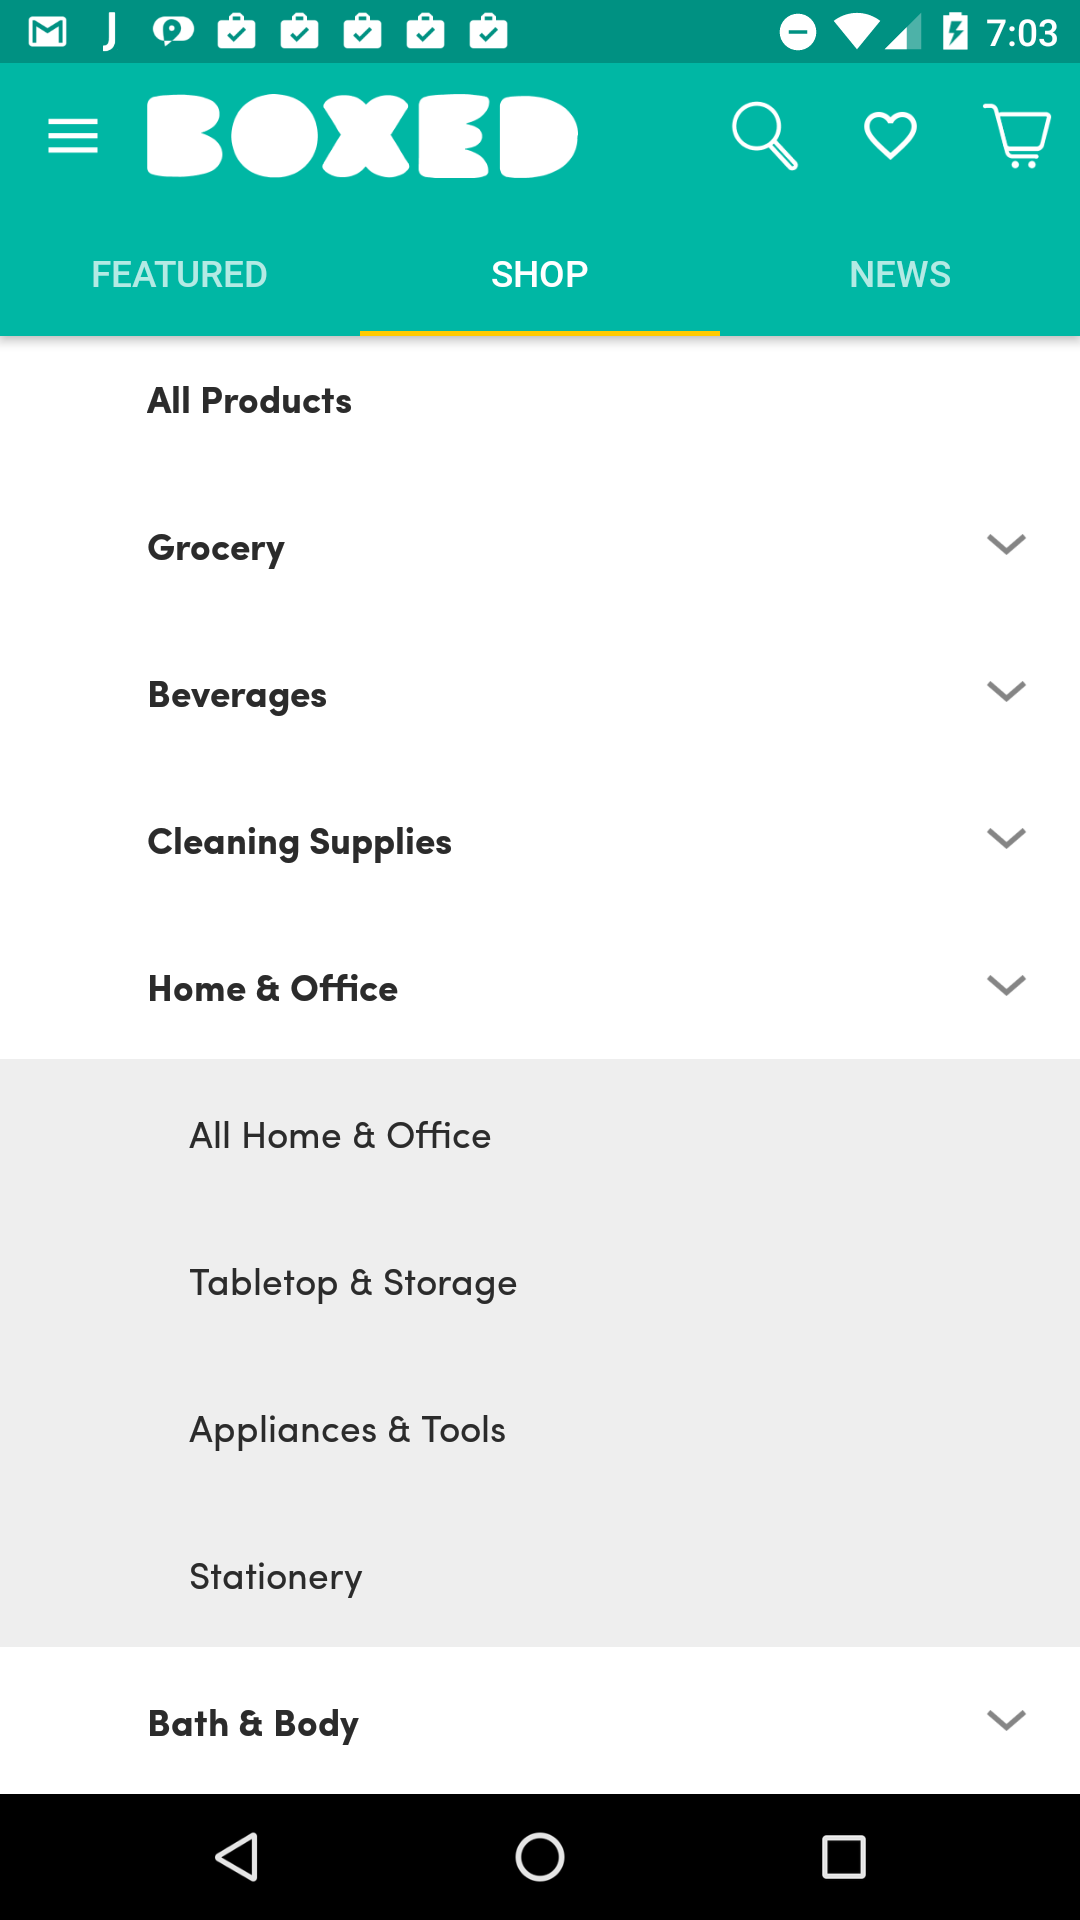 7:03
BOXED
FEATURED SHOP NEWS
All Products
Grocery
Beverages
Cleaning Supplies
Home & Office
All Home & Office
Tabletop & Storage
Appliances & Tools
Stationery
Bath & Body